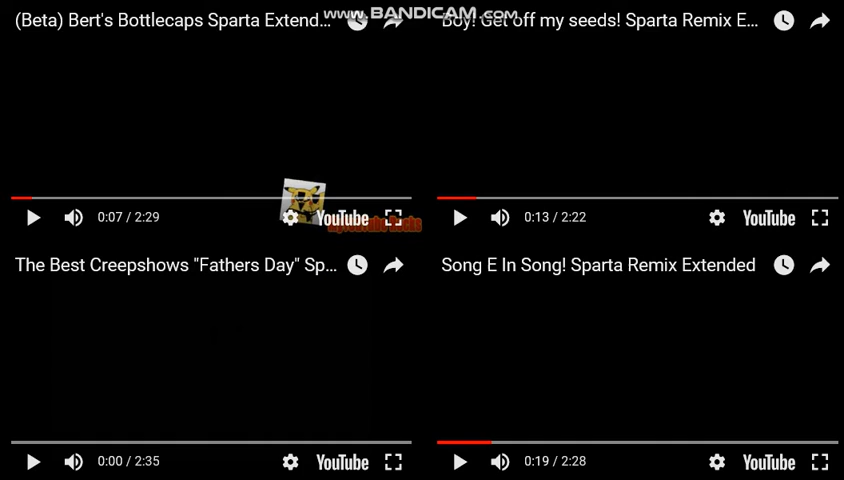 www.BANDICAM.com
(Beta) Bert's Bottlecaps Sparta Extend...
Boy! Get off my seeds! Sparta Remix E...
0:07 / 2:29
YouTube
0:13 / 2:22
YouTube
The Best Creepshows "Fathers Day" Sp...
Song E In Song! Sparta Remix Extended
0:00 / 2:35
YouTube
0:19 / 2:28
YouTube